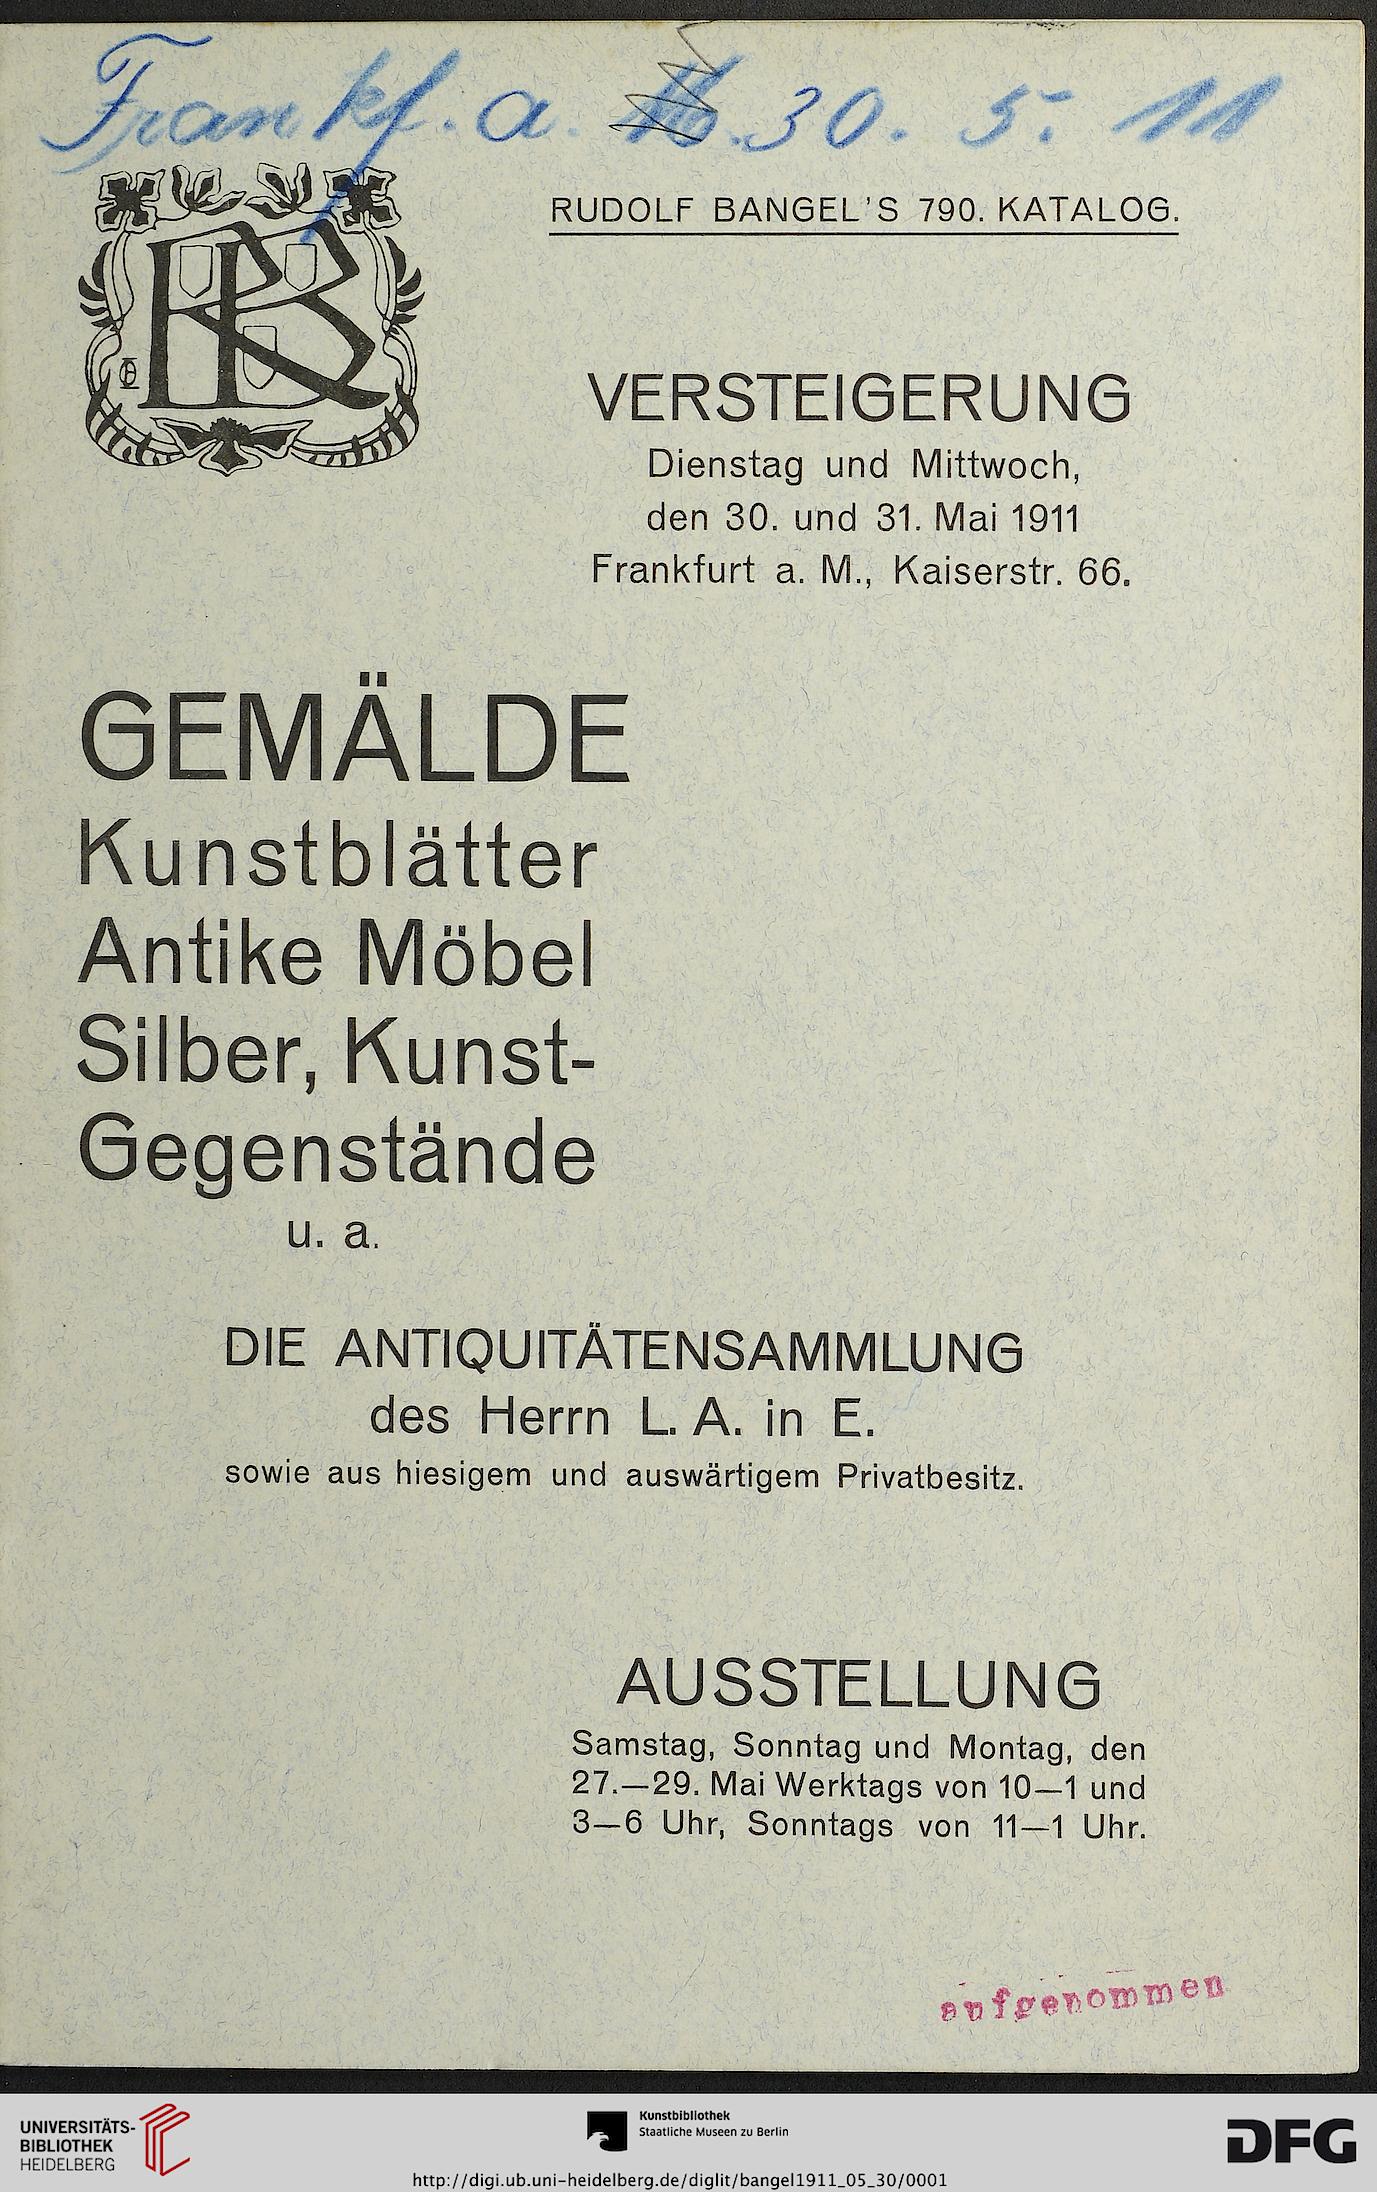 Frankf. a. M. 30. 5. 11
RUDOLF BANGEL'S 790. KATALOG.
VERSTEIGERUNG
Dienstag und Mittwoch,
den 30. und 31. Mai 1911
Frankfurt a. M., Kaiserstr. 66.
GEMÄLDE
Kunstblätter
Antike Möbel
Silber, Kunst-
Gegenstände
u. a.
DIE ANTIQUITÄTENSAMMLUNG
des Herrn L. A. in E.
sowie aus hiesigem und auswärtigem Privatbesitz.
AUSSTELLUNG
Samstag, Sonntag und Montag, den
27.—29. Mai Werktags von 10—1 und
3—6 Uhr, Sonntags von 11—1 Uhr.
aufgenommen
UNIVERSITÄTS-
BIBLIOTHEK
HEIDELBERG
Kunstbibliothek
Staatliche Museen zu Berlin
DFG
http://digi.ub.uni-heidelberg.de/diglit/bangel1911_05_30/0001